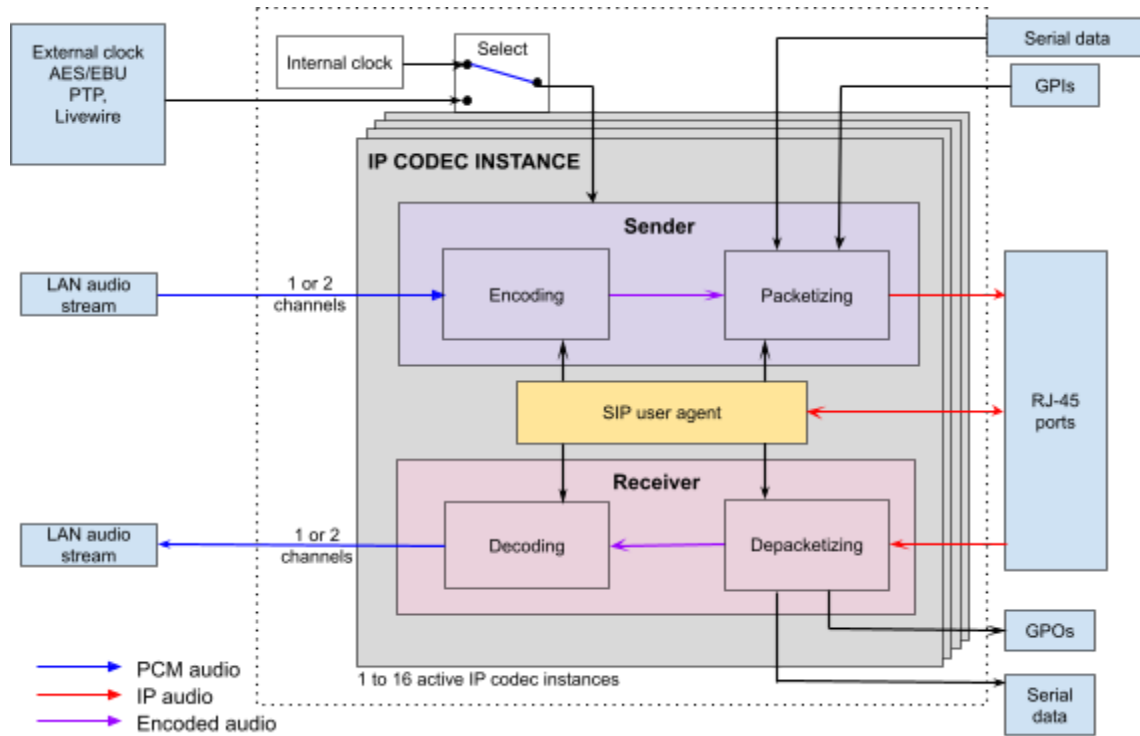 External clock
AES/EBU
PTP,
Livewire
Internal clock
Select
Serial data
GPIs
IP CODEC INSTANCE
Sender
LAN audio
stream
1 or 2
channels
Encoding
Packetizing
SIP user agent
RJ-45
ports
Receiver
LAN audio
stream
1 or 2
channels
Decoding
Depacketizing
GPOs
Serial
data
1 to 16 active IP codec instances
PCM audio
IP audio
Encoded audio